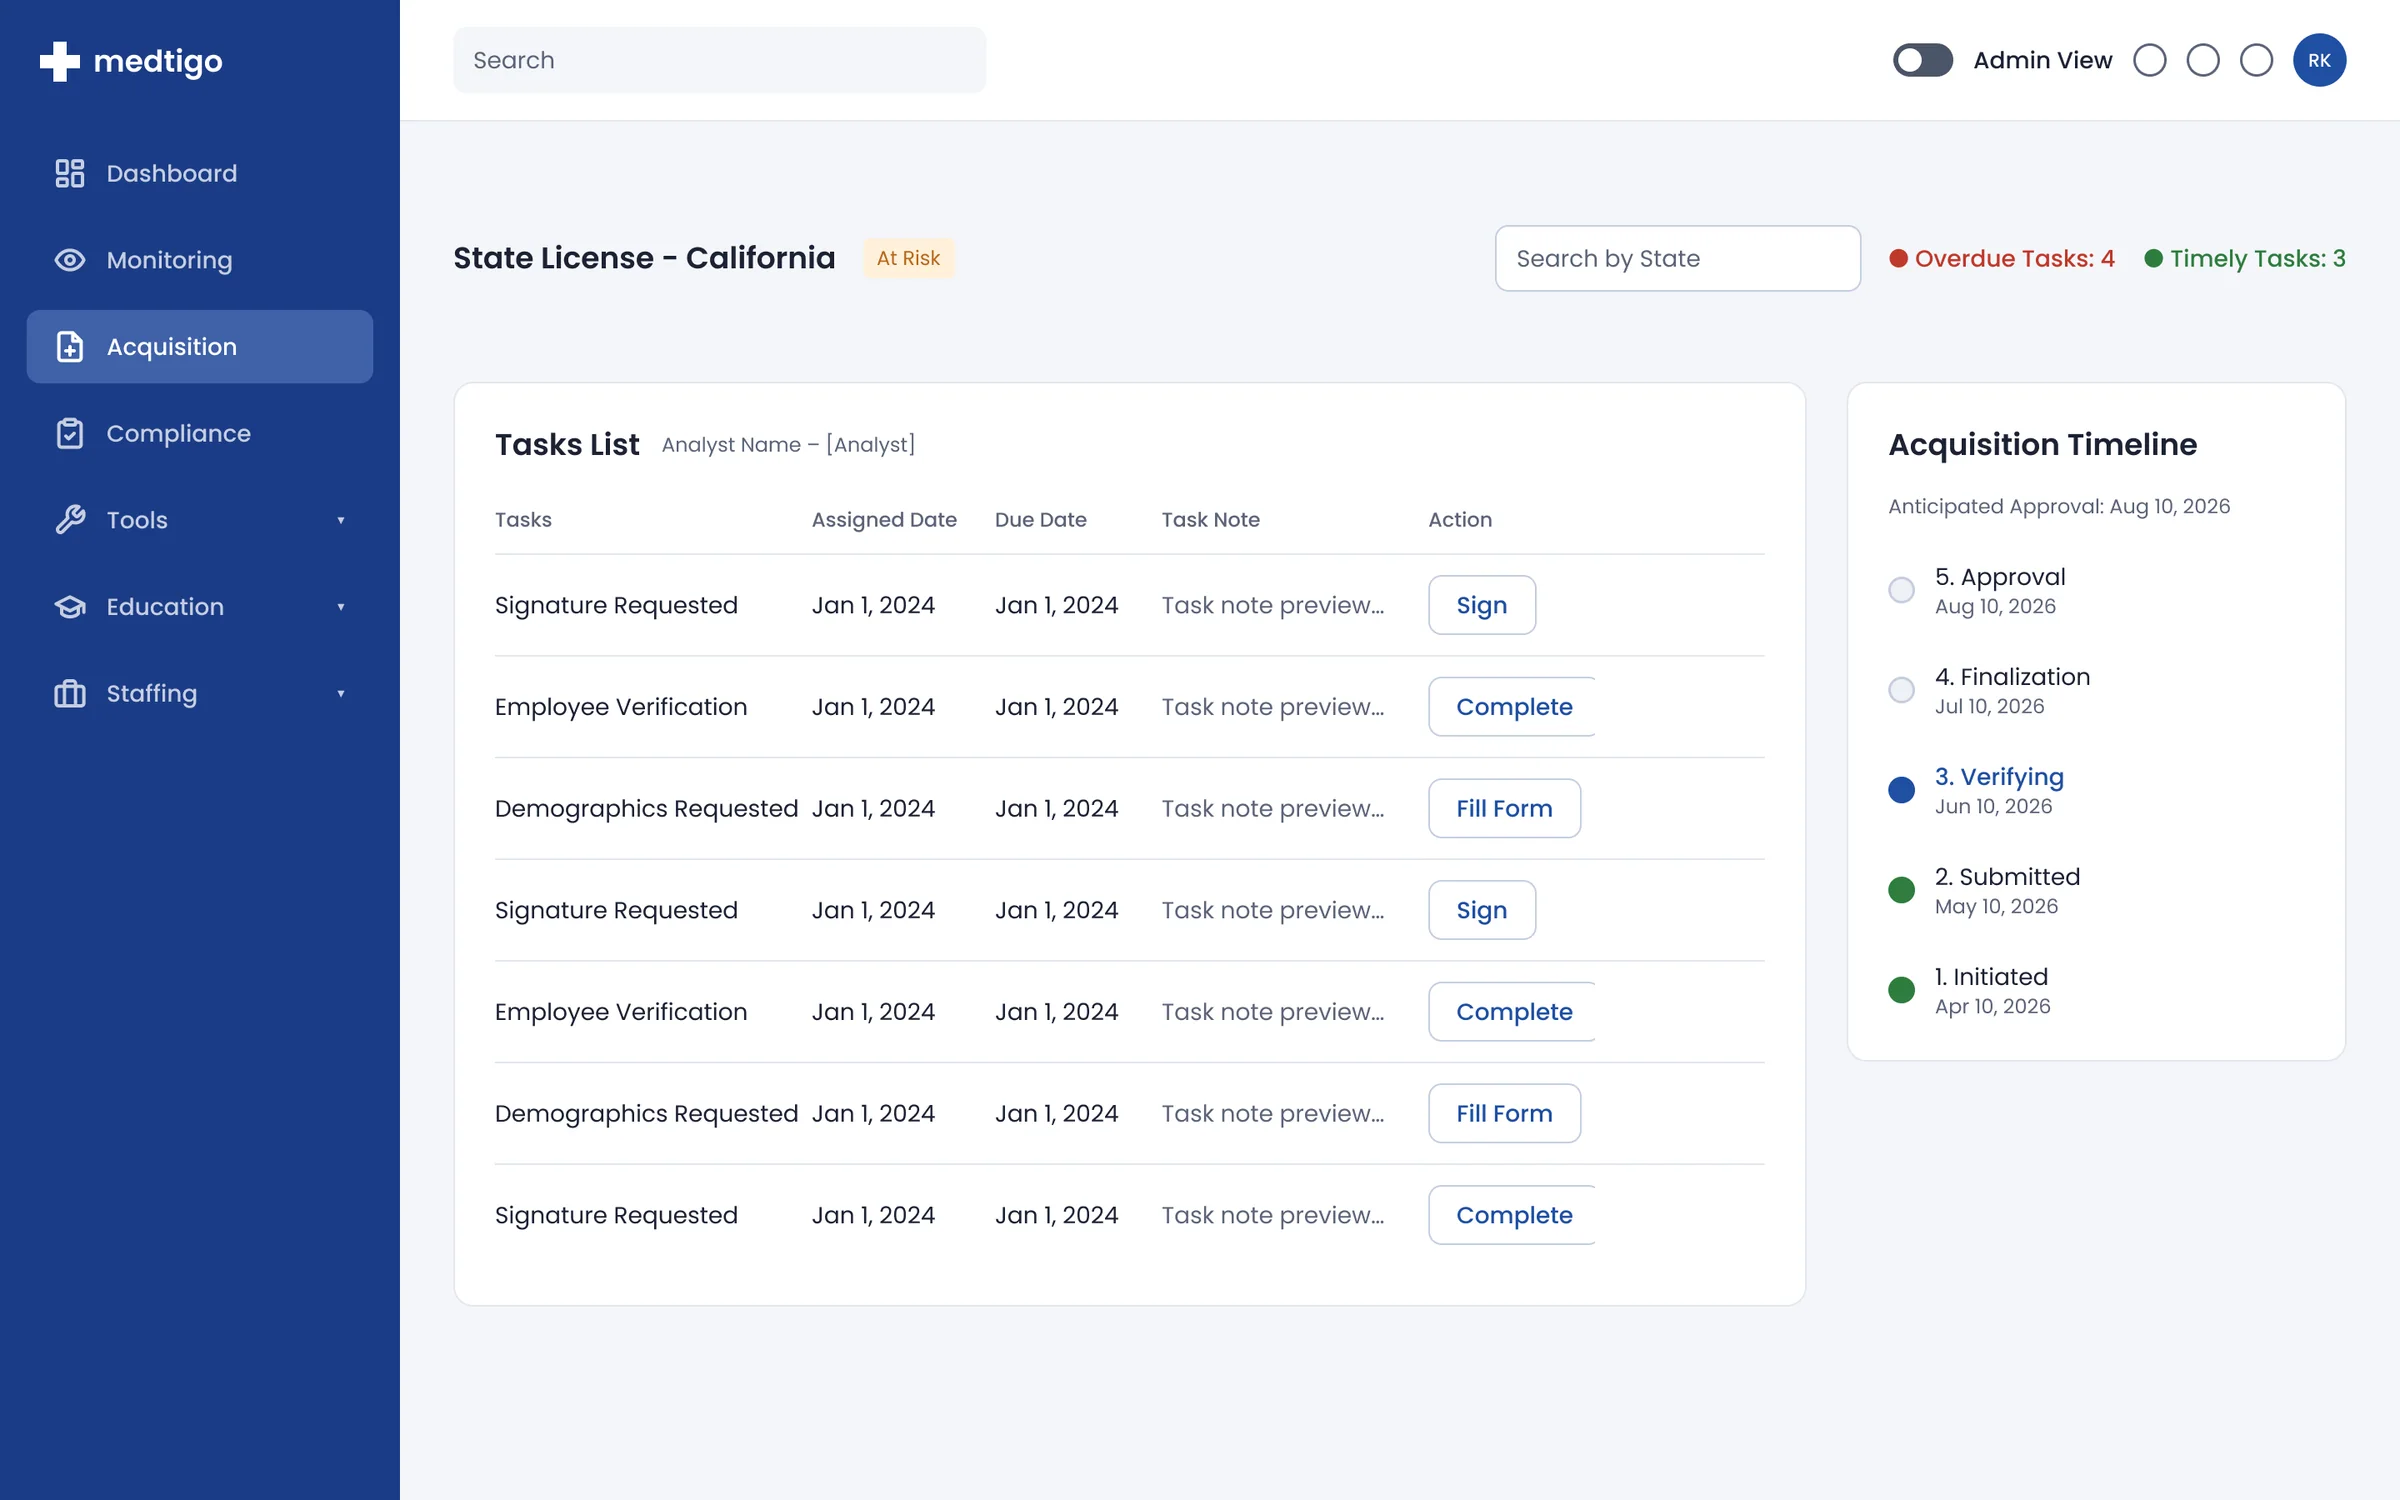 medtigo
Search
Admin View
RK
Dashboard
Monitoring
Acquisition
Compliance
Tools
Education
Staffing
State License - California
At Risk
Search by State
Overdue Tasks: 4
Timely Tasks: 3
Tasks List Analyst Name – [Analyst]
Tasks Assigned Date Due Date Task Note Action
Signature Requested Jan 1, 2024 Jan 1, 2024 Task note preview... Sign
Employee Verification Jan 1, 2024 Jan 1, 2024 Task note preview... Complete
Demographics Requested Jan 1, 2024 Jan 1, 2024 Task note preview... Fill Form
Signature Requested Jan 1, 2024 Jan 1, 2024 Task note preview... Sign
Employee Verification Jan 1, 2024 Jan 1, 2024 Task note preview... Complete
Demographics Requested Jan 1, 2024 Jan 1, 2024 Task note preview... Fill Form
Signature Requested Jan 1, 2024 Jan 1, 2024 Task note preview... Complete
Acquisition Timeline
Anticipated Approval: Aug 10, 2026
5. Approval
Aug 10, 2026
4. Finalization
Jul 10, 2026
3. Verifying
Jun 10, 2026
2. Submitted
May 10, 2026
1. Initiated
Apr 10, 2026